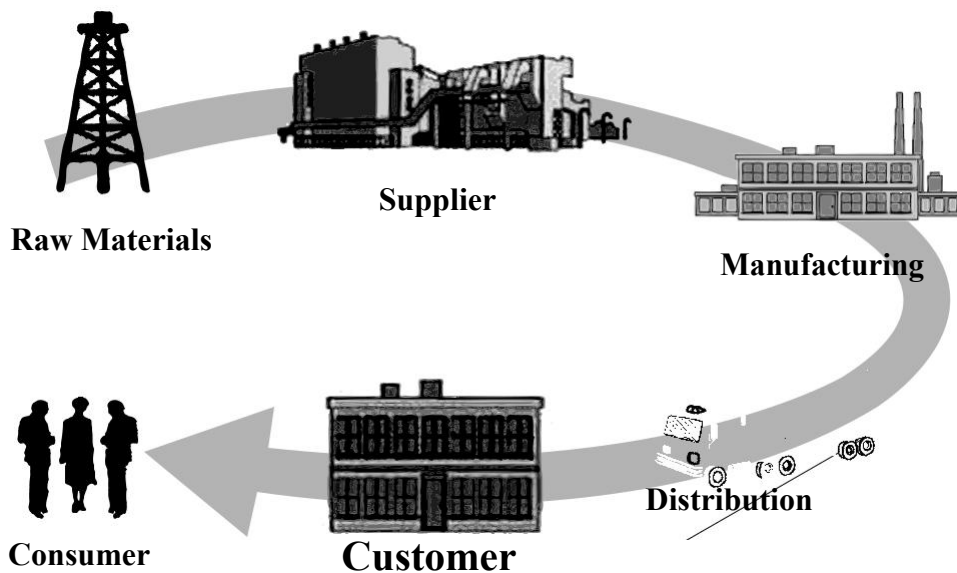 Raw Materials
Supplier
Manufacturing
Distribution
Customer
Consumer